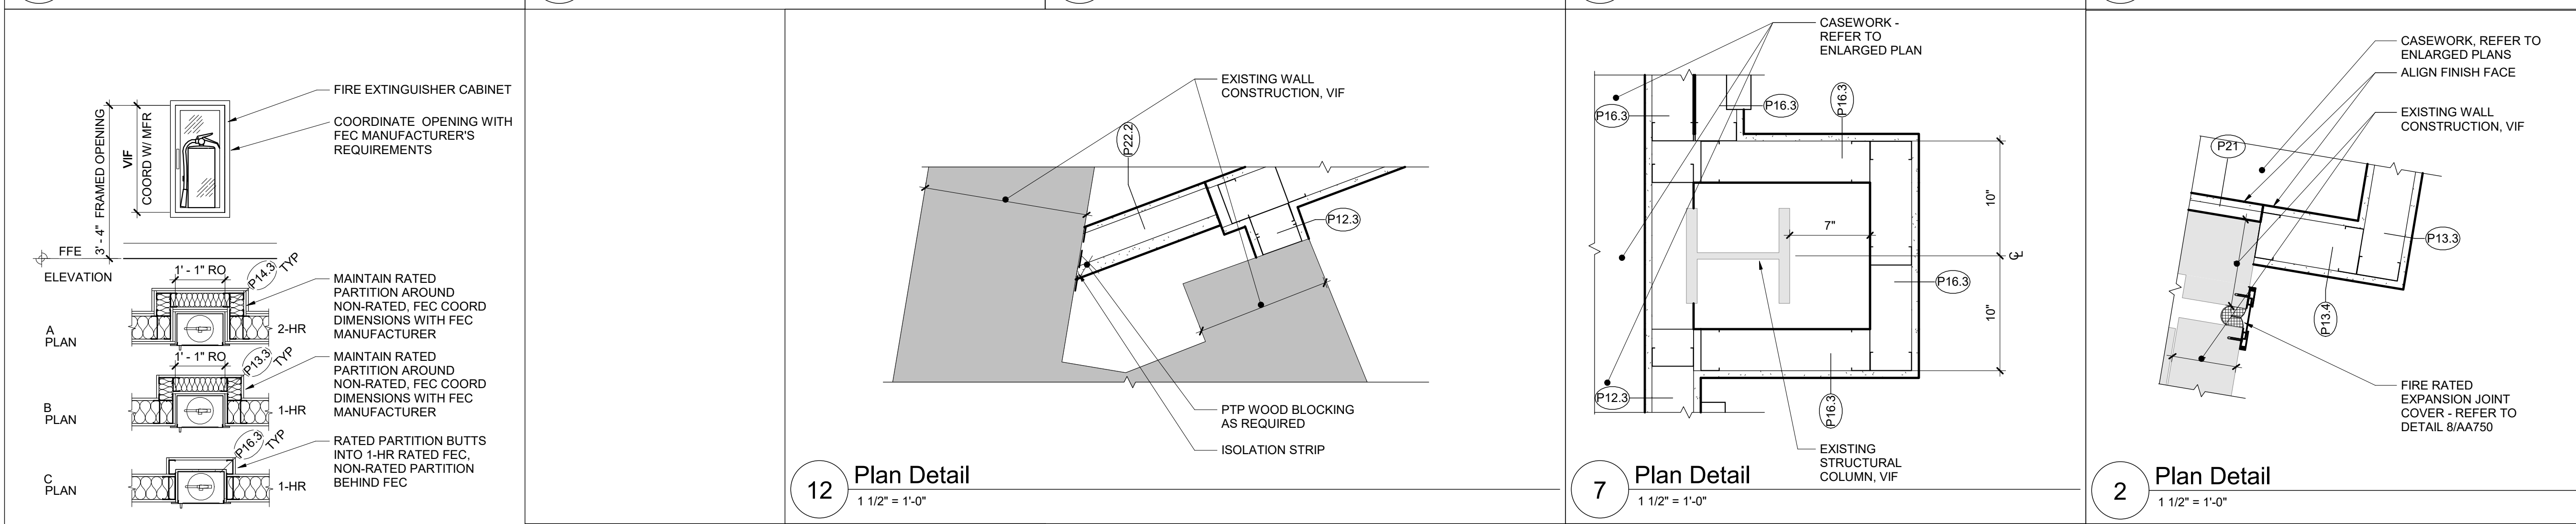 FIRE EXTINGUISHER CABINET
COORDINATE OPENING WITH
FEC MANUFACTURER'S
REQUIREMENTS
3' - 4" FRAMED OPENING
VIF
COORD W/ MFR
FFE
ELEVATION
1' - 1" RO
P14.3
TYP
MAINTAIN RATED
PARTITION AROUND
NON-RATED, FEC COORD
DIMENSIONS WITH FEC
MANUFACTURER
A
PLAN
2-HR
1' - 1" RO
P13.3
TYP
MAINTAIN RATED
PARTITION AROUND
NON-RATED, FEC COORD
DIMENSIONS WITH FEC
MANUFACTURER
B
PLAN
1-HR
P16.3
TYP
RATED PARTITION BUTTS
INTO 1-HR RATED FEC,
NON-RATED PARTITION
BEHIND FEC
C
PLAN
1-HR
EXISTING WALL
CONSTRUCTION, VIF
P22.2
P12.3
PTP WOOD BLOCKING
AS REQUIRED
ISOLATION STRIP
12
Plan Detail
1 1/2" = 1'-0"
CASEWORK -
REFER TO
ENLARGED PLAN
P16.3
P16.3
P16.3
10"
7"
CL
P16.3
10"
P12.3
P16.3
EXISTING
STRUCTURAL
COLUMN, VIF
7
Plan Detail
1 1/2" = 1'-0"
CASEWORK, REFER TO
ENLARGED PLANS
ALIGN FINISH FACE
EXISTING WALL
CONSTRUCTION, VIF
P21
P13.3
P13.4
FIRE RATED
EXPANSION JOINT
COVER - REFER TO
DETAIL 8/AA750
2
Plan Detail
1 1/2" = 1'-0"